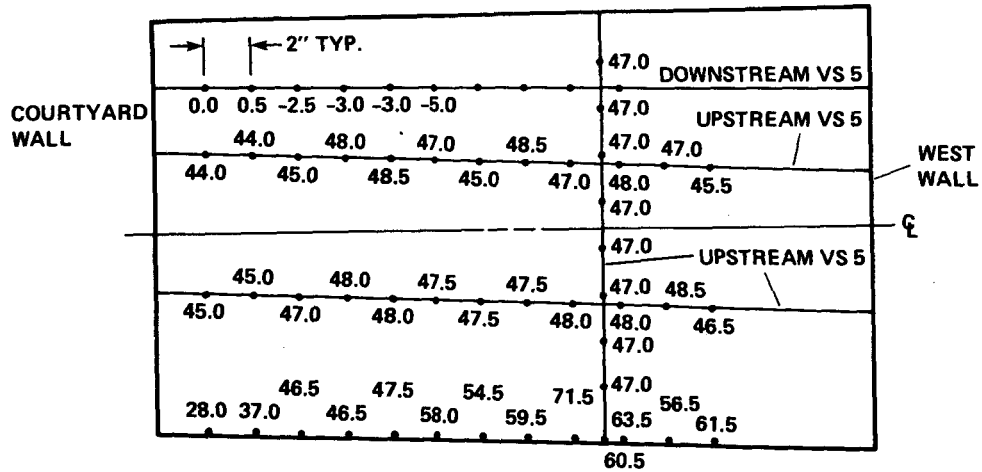 47.0
2" TYP.
DOWNSTREAM VS 5
0.0 0.5 -2.5 -3.0 -3.0 -5.0
COURTYARD
WALL
47.0
UPSTREAM VS 5
44.0 48.0 47.0 48.5 47.0 47.0
WEST
WALL
44.0 45.0 48.5 45.0 47.0 48.0 45.5
47.0
℄
47.0
UPSTREAM VS 5
45.0 48.0 47.5 47.5 47.0 48.5
45.0 47.0 48.0 47.5 48.0 48.0 46.5
47.0
46.5 47.5 54.5 71.5 47.0
28.0 37.0 46.5 58.0 59.5 63.5 56.5 61.5
60.5